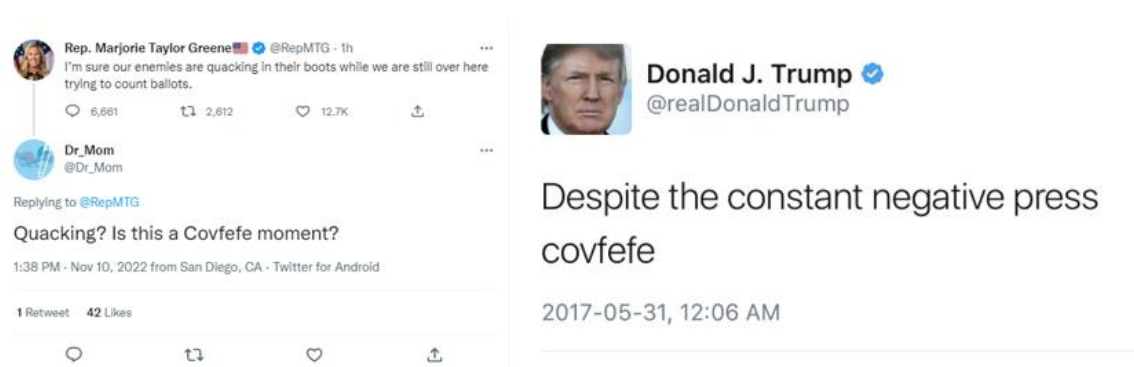 Rep. Marjorie Taylor Greene🇺🇸 @RepMTG · 1h
I'm sure our enemies are quacking in their boots while we are still over here
trying to count ballots.
6,661 2,612 12.7K
Dr_Mom
@Dr_Mom
Replying to @RepMTG
Quacking? Is this a Covfefe moment?
1:38 PM · Nov 10, 2022 from San Diego, CA · Twitter for Android
1 Retweet 42 Likes
Donald J. Trump
@realDonaldTrump
Despite the constant negative press
covfefe
2017-05-31, 12:06 AM